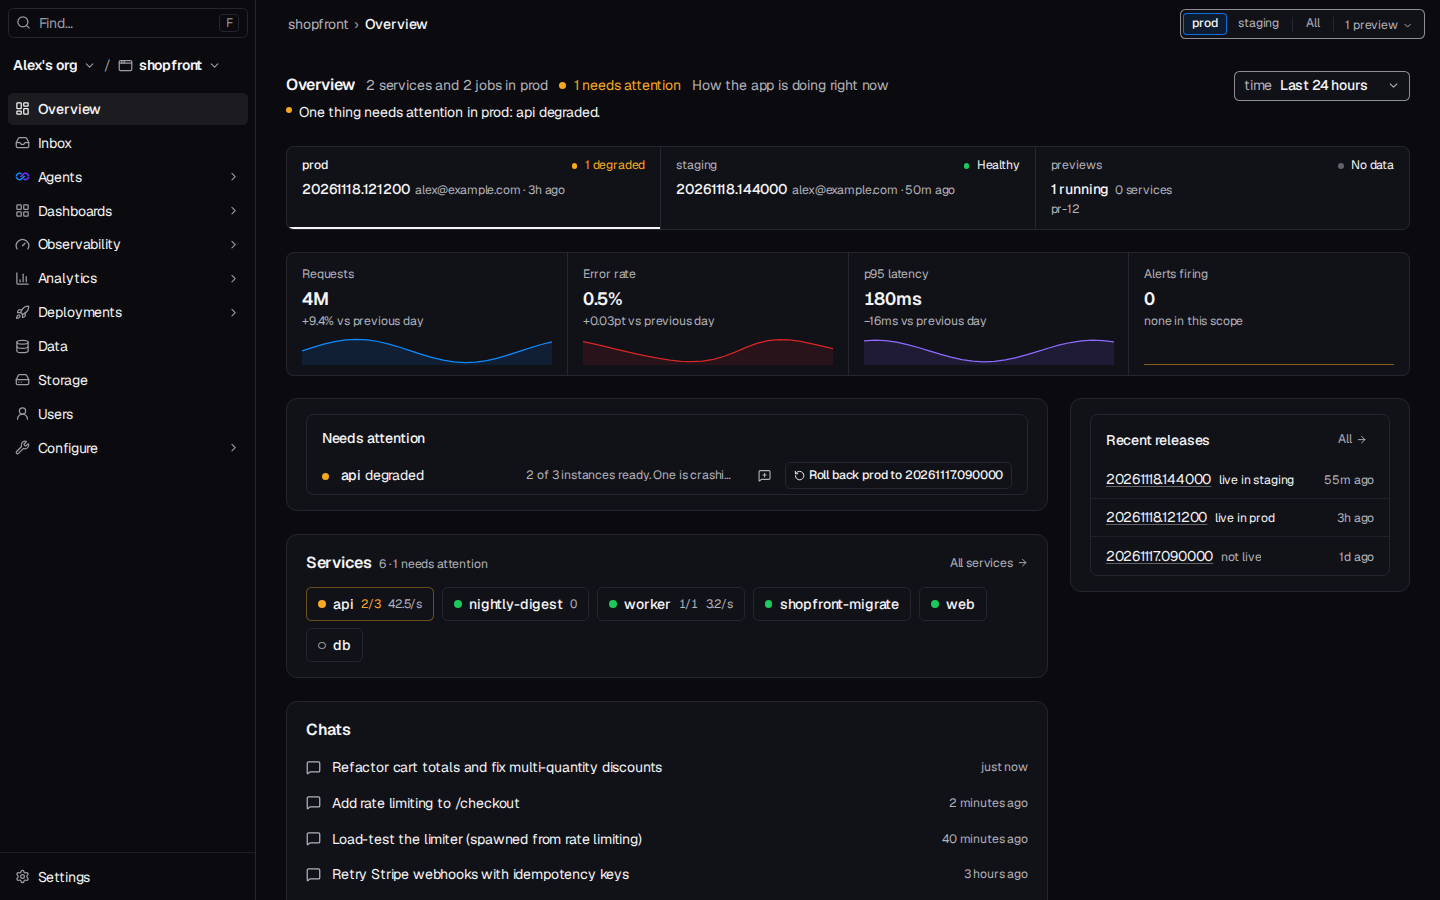 Find...
F
Alex's org / shopfront
Overview
Inbox
Agents
Dashboards
Observability
Analytics
Deployments
Data
Storage
Users
Configure
Settings
shopfront › Overview
prod staging All 1 preview
Overview 2 services and 2 jobs in prod 1 needs attention How the app is doing right now
time Last 24 hours
One thing needs attention in prod: api degraded.
prod 1 degraded
20261118.121200 alex@example.com · 3h ago
staging Healthy
20261118.144000 alex@example.com · 50m ago
previews No data
1 running 0 services
pr-12
Requests
4M
+9.4% vs previous day
Error rate
0.5%
+0.03pt vs previous day
p95 latency
180ms
−16ms vs previous day
Alerts firing
0
none in this scope
Needs attention
api degraded 2 of 3 instances ready. One is crashi... Roll back prod to 20261117.090000
Recent releases All →
20261118.144000 live in staging 55m ago
20261118.121200 live in prod 3h ago
20261117.090000 not live 1d ago
Services 6 · 1 needs attention All services →
api 2/3 42.5/s
nightly-digest 0
worker 1/1 3.2/s
shopfront-migrate
web
db
Chats
Refactor cart totals and fix multi-quantity discounts just now
Add rate limiting to /checkout 2 minutes ago
Load-test the limiter (spawned from rate limiting) 40 minutes ago
Retry Stripe webhooks with idempotency keys 3 hours ago